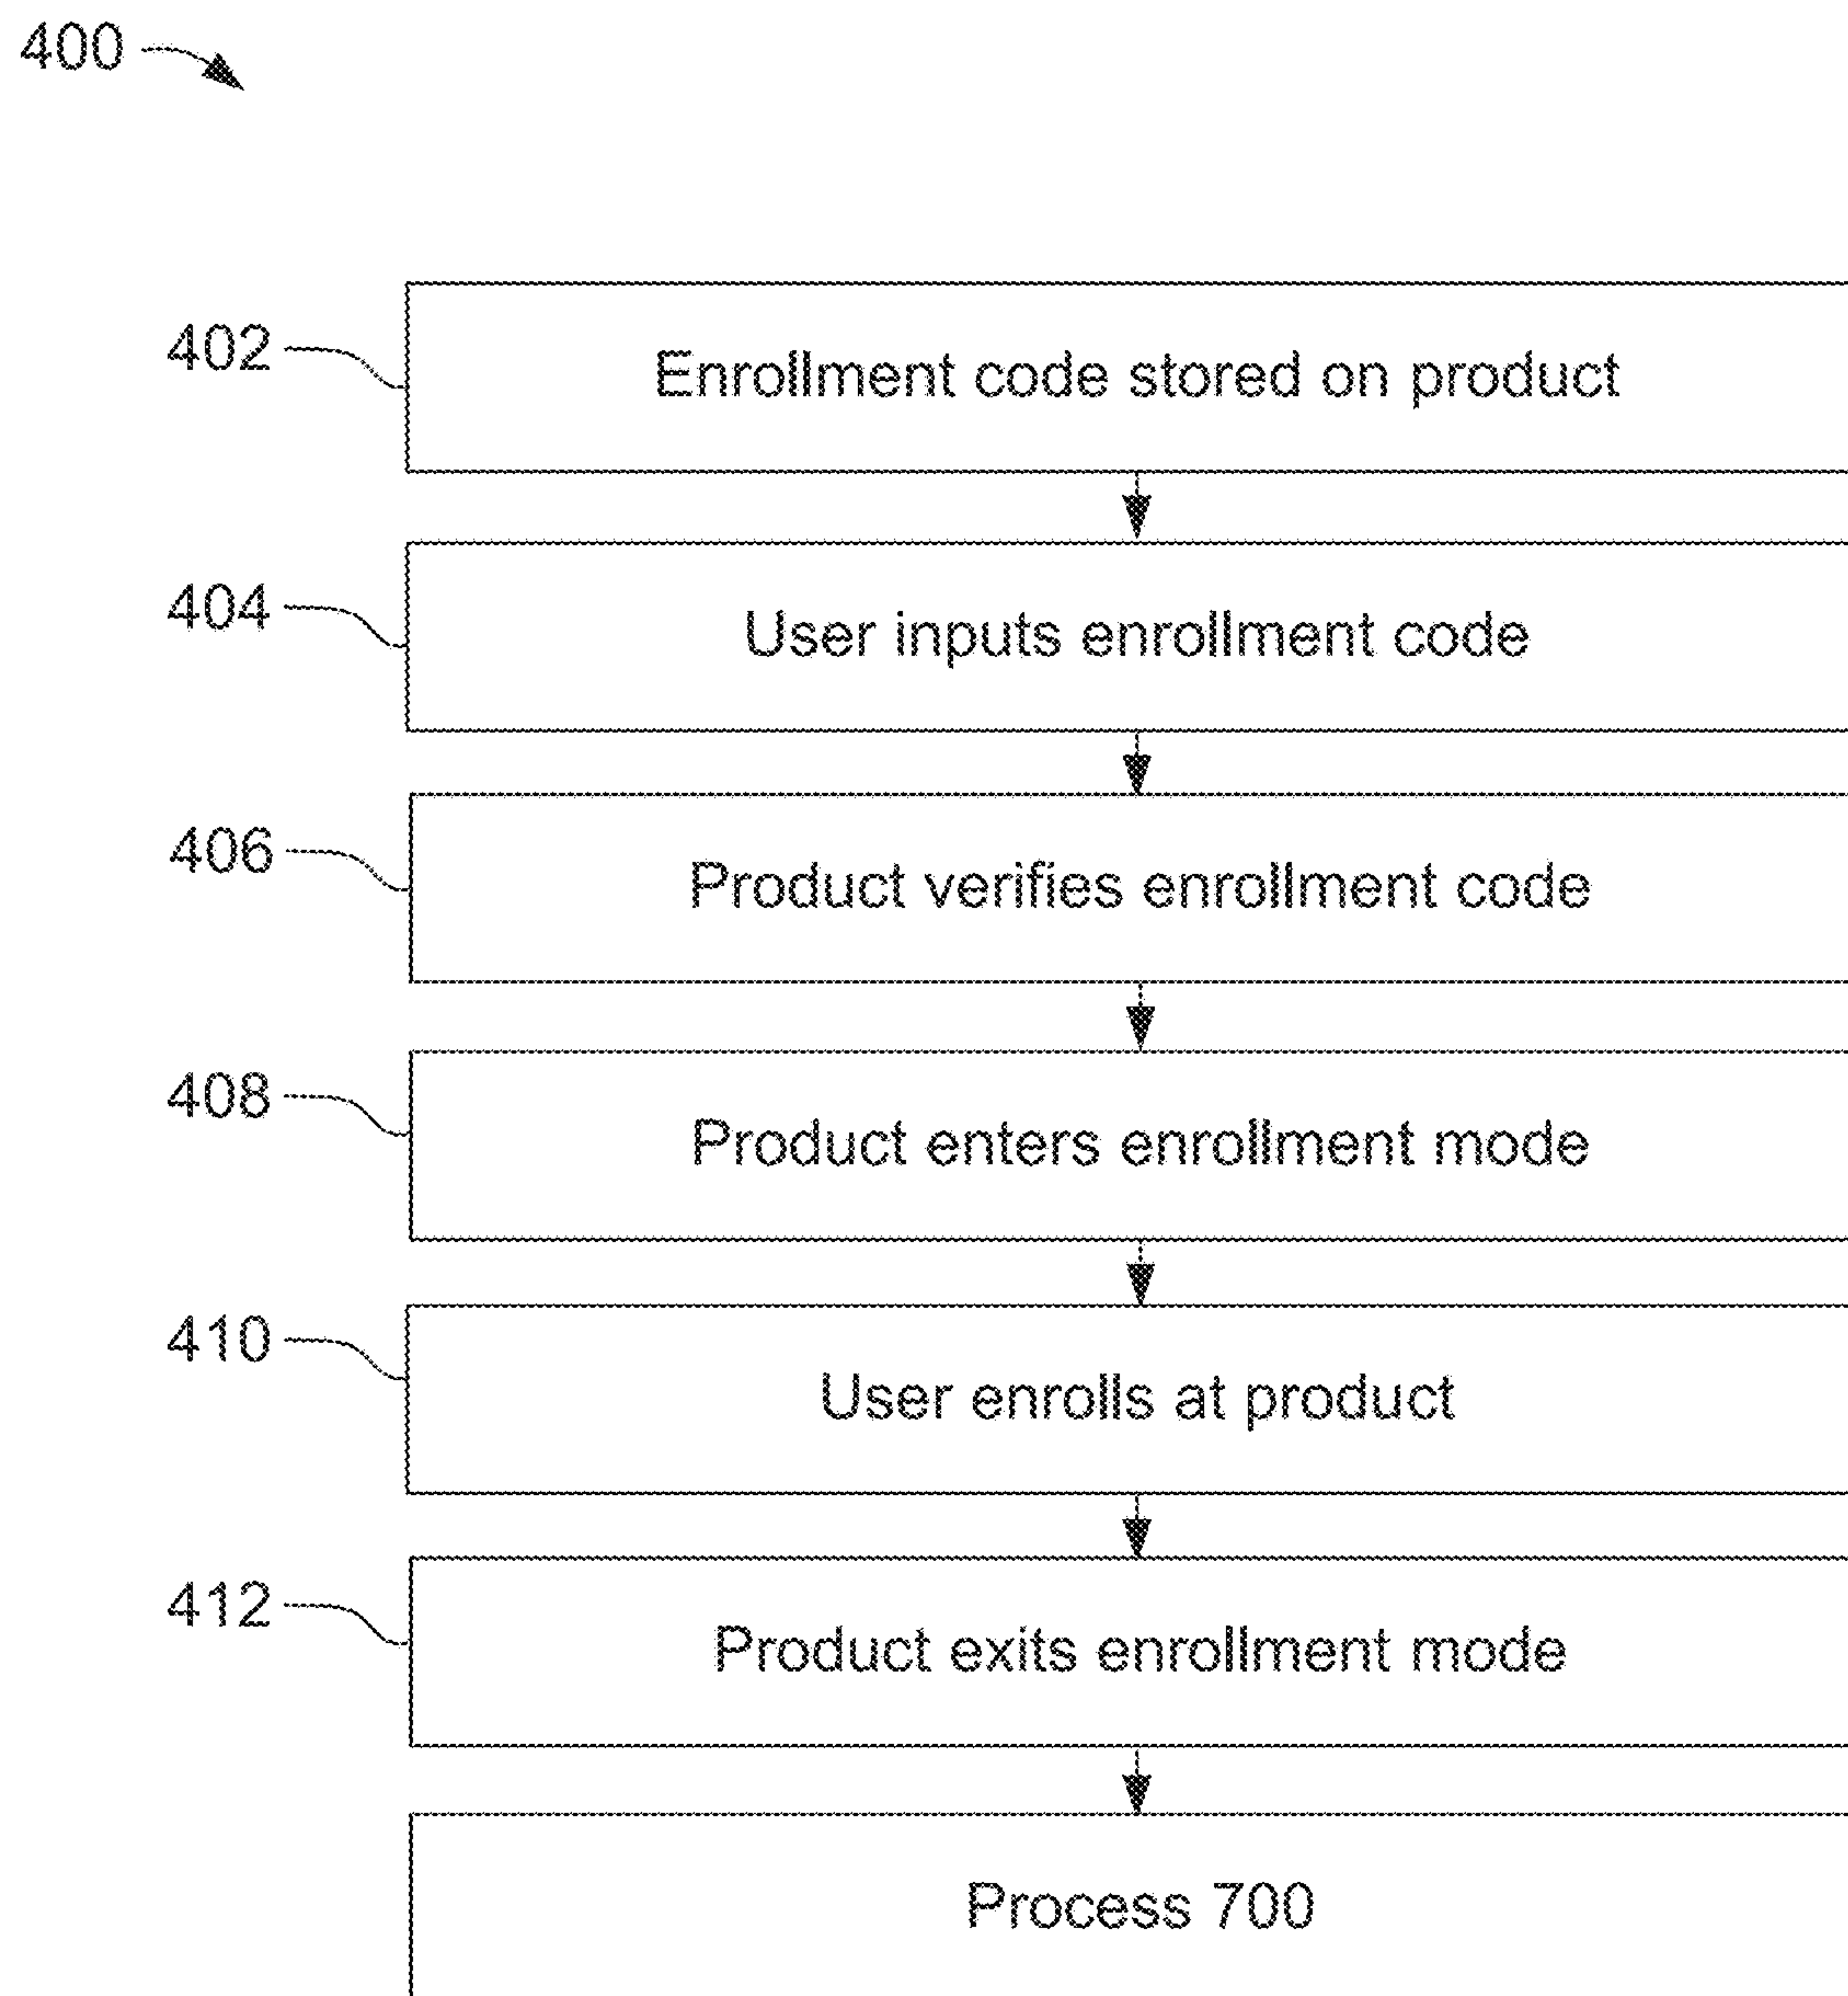 400
402
Enrollment code stored on product
404
User inputs enrollment code
406
Product verifies enrollment code
408
Product enters enrollment mode
410
User enrolls at product
412
Product exits enrollment mode
Process 700